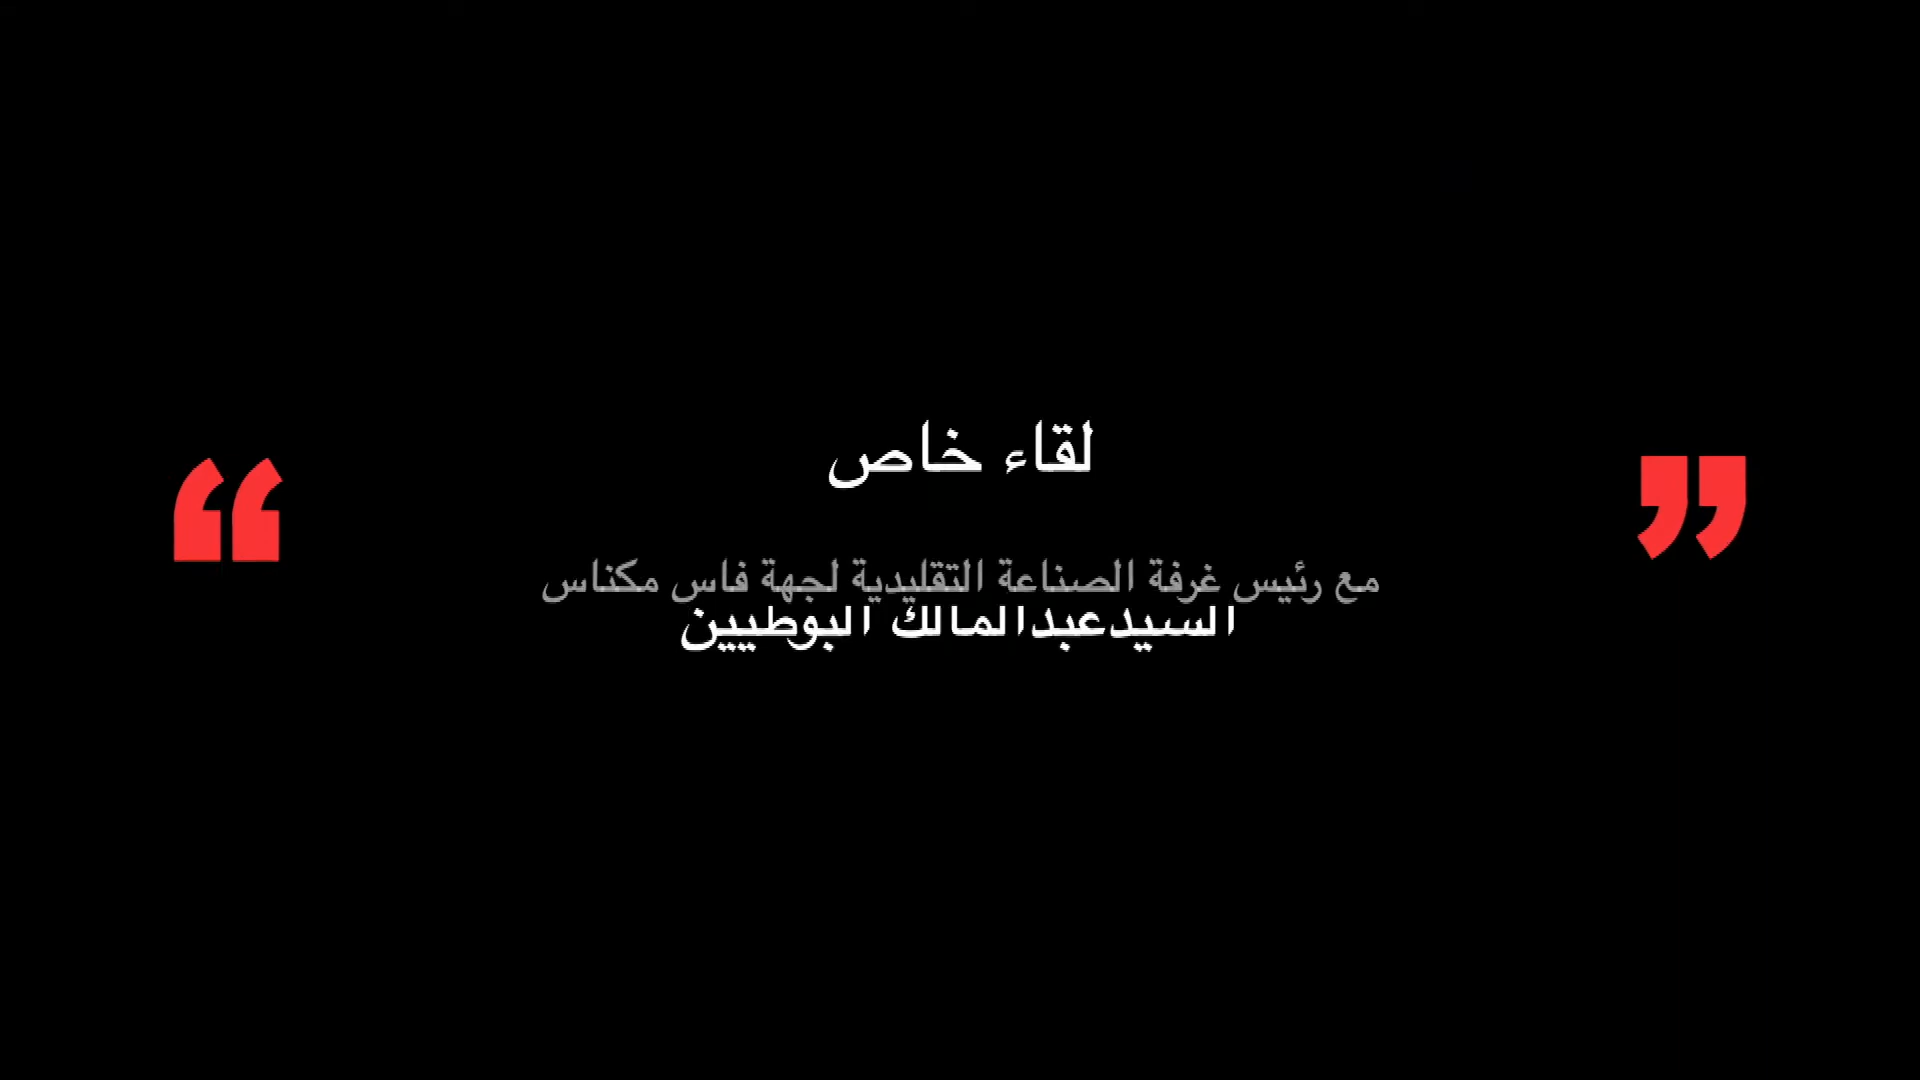 لقاء خاص
مع رئيس غرفة الصناعة التقليدية لجهة فاس مكناس
السيدعبدالمالك البوطيين